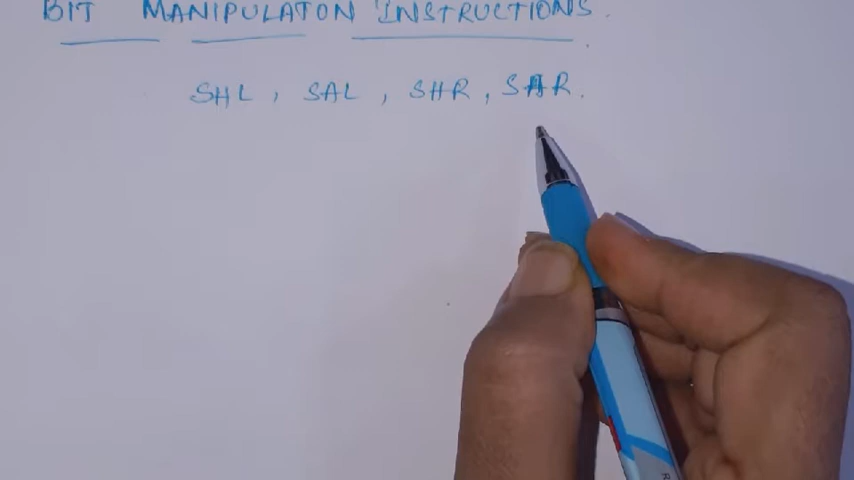 BIT MANIPULATON INSTRUCTIONS.
SHL, SAL, SHR, SAR.